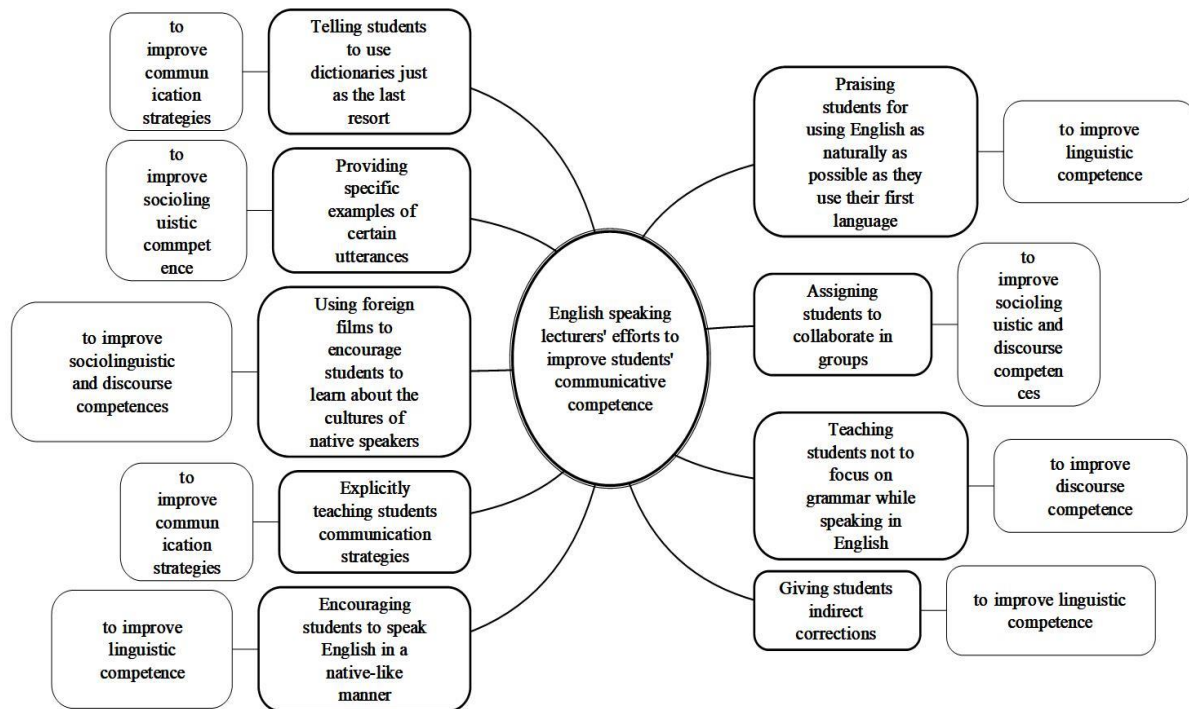 to
improve
commun
ication
strategies
Telling students
to use
dictionaries just
as the last
resort
to
improve
socioling
uistic
commpet
ence
Providing
specific
examples of
certain
utterances
to improve
sociolinguistic
and discourse
competences
Using foreign
films to
encourage
students to
learn about the
cultures of
native speakers
to
improve
commun
ication
strategies
Explicitly
teaching students
communication
strategies
to improve
linguistic
competence
Encouraging
students to speak
English in a
native-like
manner
English speaking
lecturers' efforts to
improve students'
communicative
competence
Praising
students for
using English as
naturally as
possible as they
use their first
language
to improve
linguistic
competence
Assigning
students to
collaborate in
groups
to
improve
socioling
uistic and
discourse
competen
ces
Teaching
students not to
focus on
grammar while
speaking in
English
to improve
discourse
competence
Giving students
indirect
corrections
to improve linguistic
competence